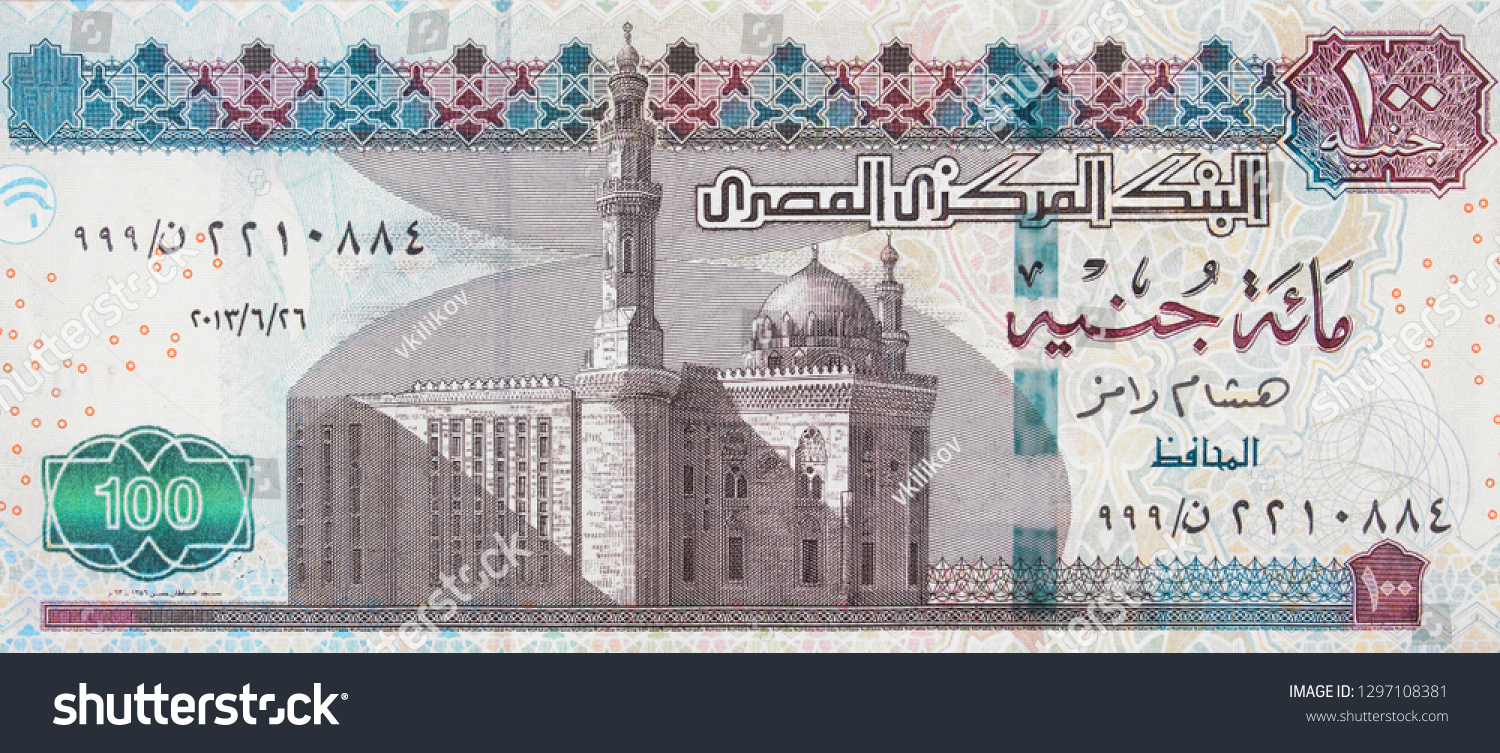 ١٠٠
جنيه
البنك المركزى المصرى
٩٩٩/ن ٢٢١٠٨٨٤
مائة جنيه
٢٠١٣/٦/٢٦
هشام رامز
المحافظ
100
٩٩٩/ن ٢٢١٠٨٨٤
١٠٠
shutterstock
vkilikov
vkilikov
shutterstock
IMAGE ID: 1297108381
www.shutterstock.com